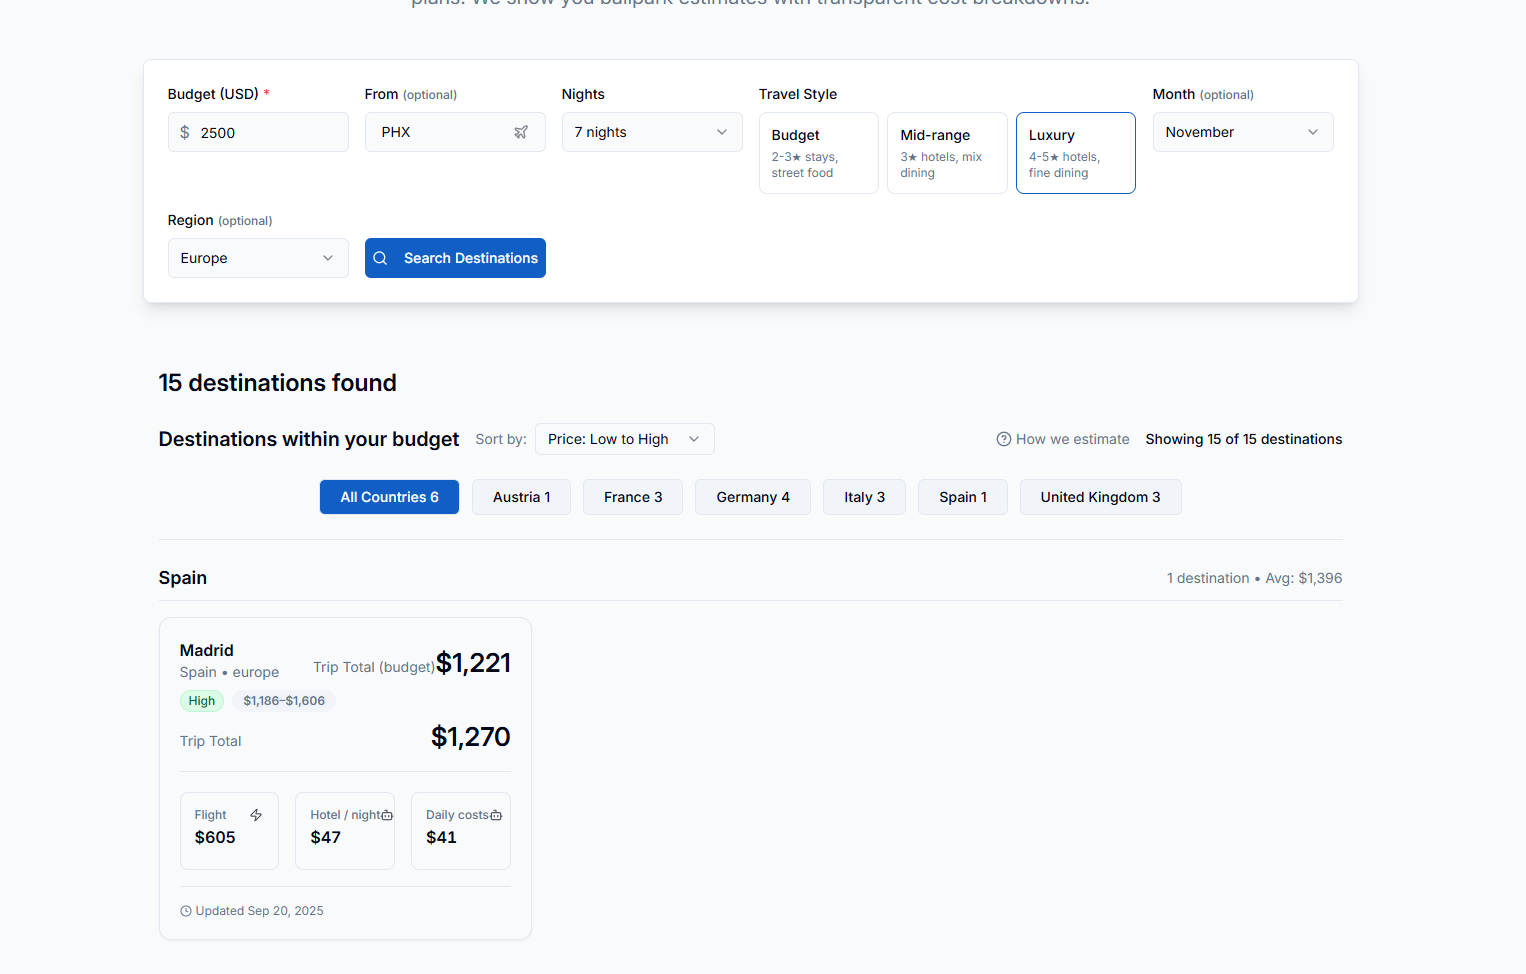 plans. We show you ballpark estimates with transparent cost breakdowns.
Budget (USD) *
$ 2500
From (optional)
PHX
Nights
7 nights
Travel Style
Budget
2-3★ stays,
street food
Mid-range
3★ hotels, mix
dining
Luxury
4-5★ hotels,
fine dining
Month (optional)
November
Region (optional)
Europe
Search Destinations
15 destinations found
Destinations within your budget
Sort by:
Price: Low to High
How we estimate
Showing 15 of 15 destinations
All Countries 6
Austria 1
France 3
Germany 4
Italy 3
Spain 1
United Kingdom 3
Spain
1 destination • Avg: $1,396
Madrid
Spain • europe
Trip Total (budget) $1,221
High
$1,186–$1,606
Trip Total
$1,270
Flight
$605
Hotel / night
$47
Daily costs
$41
Updated Sep 20, 2025